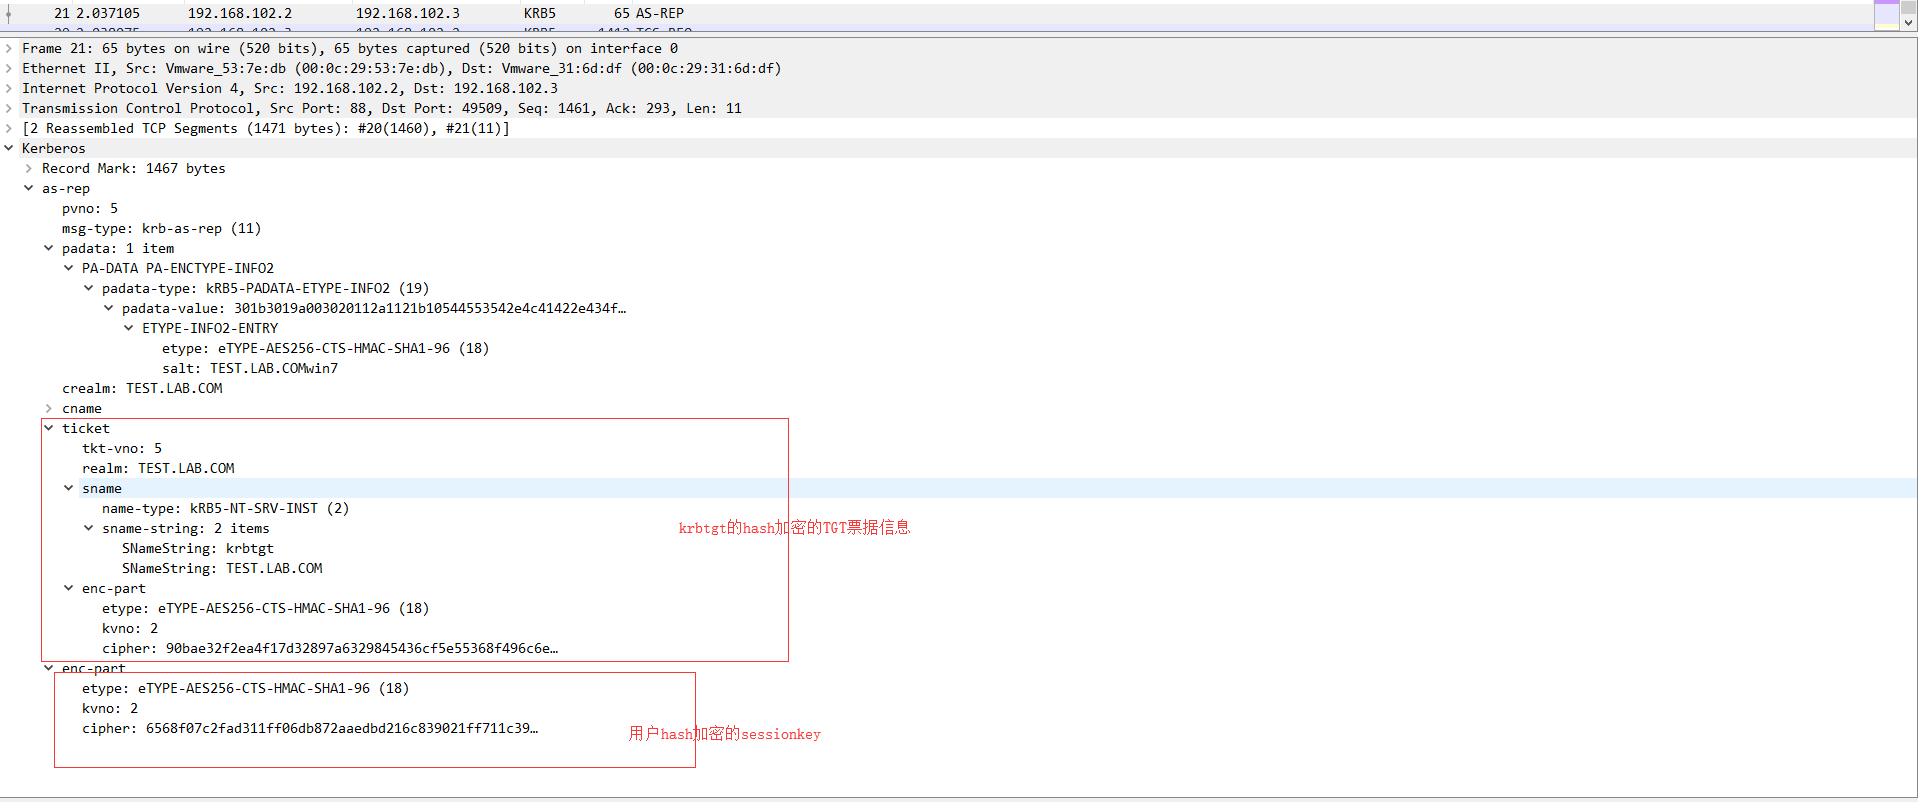 21 2.037105 192.168.102.2 192.168.102.3 KRB5 65 AS-REP
Frame 21: 65 bytes on wire (520 bits), 65 bytes captured (520 bits) on interface 0
Ethernet II, Src: Vmware_53:7e:db (00:0c:29:53:7e:db), Dst: Vmware_31:6d:df (00:0c:29:31:6d:df)
Internet Protocol Version 4, Src: 192.168.102.2, Dst: 192.168.102.3
Transmission Control Protocol, Src Port: 88, Dst Port: 49509, Seq: 1461, Ack: 293, Len: 11
[2 Reassembled TCP Segments (1471 bytes): #20(1460), #21(11)]
Kerberos
Record Mark: 1467 bytes
as-rep
pvno: 5
msg-type: krb-as-rep (11)
padata: 1 item
PA-DATA PA-ENCTYPE-INFO2
padata-type: kRB5-PADATA-ETYPE-INFO2 (19)
padata-value: 301b3019a003020112a1121b10544553542e4c41422e434f…
ETYPE-INFO2-ENTRY
etype: eTYPE-AES256-CTS-HMAC-SHA1-96 (18)
salt: TEST.LAB.COMwin7
crealm: TEST.LAB.COM
cname
ticket
tkt-vno: 5
realm: TEST.LAB.COM
sname
name-type: kRB5-NT-SRV-INST (2)
sname-string: 2 items
krbtgt的hash加密的TGT票据信息
SNameString: krbtgt
SNameString: TEST.LAB.COM
enc-part
etype: eTYPE-AES256-CTS-HMAC-SHA1-96 (18)
kvno: 2
cipher: 90bae32f2ea4f17d32897a6329845436cf5e55368f496c6e…
enc-part
etype: eTYPE-AES256-CTS-HMAC-SHA1-96 (18)
kvno: 2
cipher: 6568f07c2fad311ff06db872aaedbd216c839021ff711c39…
用户hash加密的sessionkey